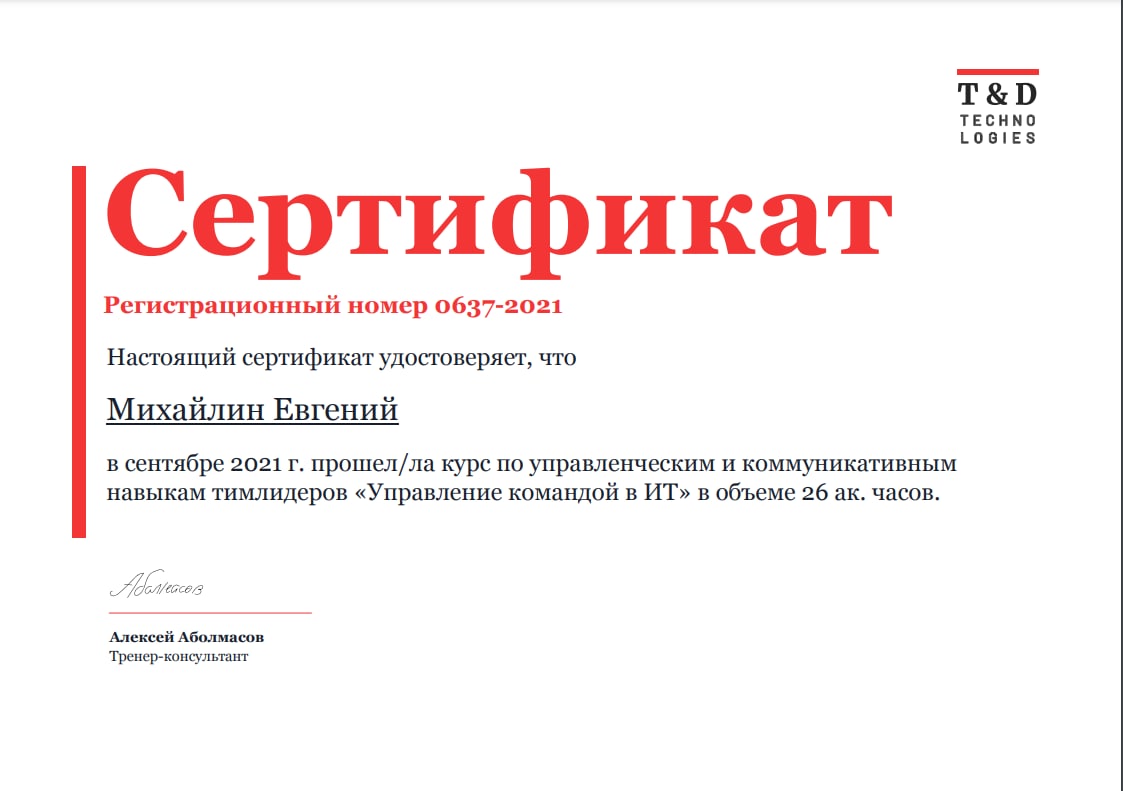 T & D
TECHNO
LOGIES
Сертификат
Регистрационный номер 0637-2021
Настоящий сертификат удостоверяет, что
Михайлин Евгений
в сентябре 2021 г. прошел/ла курс по управленческим и коммуникативным
навыкам тимлидеров «Управление командой в ИТ» в объеме 26 ак. часов.
Аболмасов
Алексей Аболмасов
Тренер-консультант